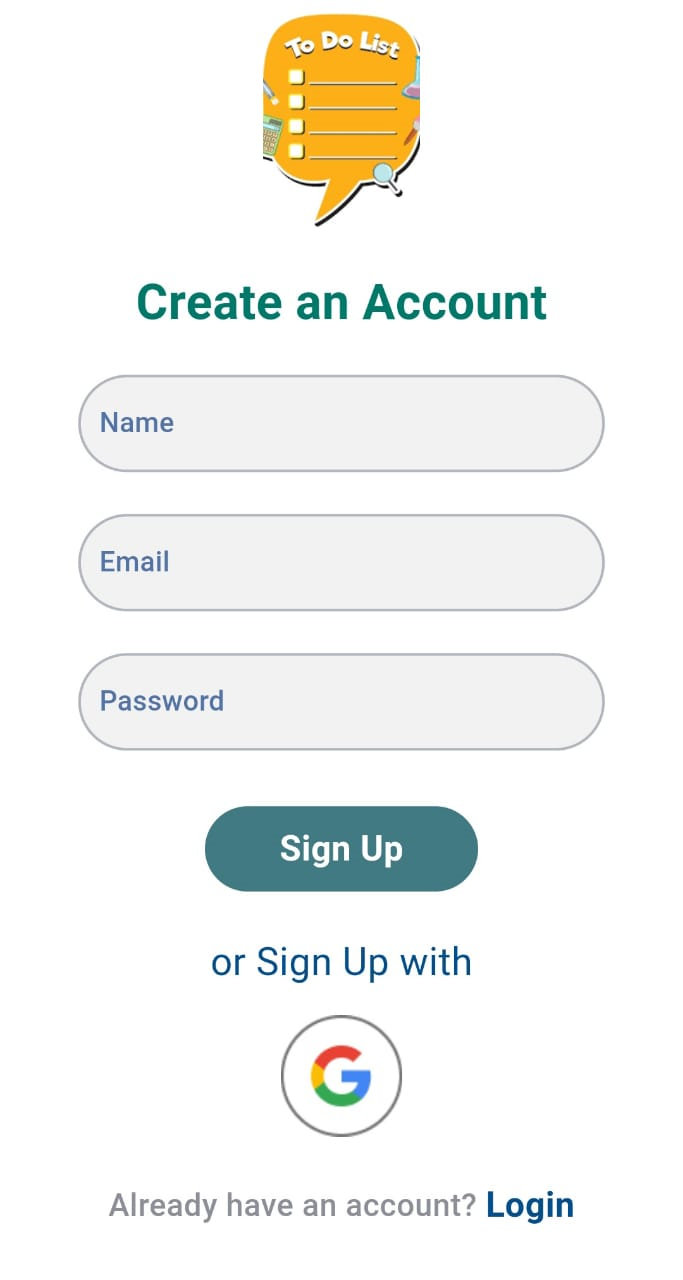 To Do List
Create an Account
Name
Email
Password
Sign Up
or Sign Up with
Already have an account? Login